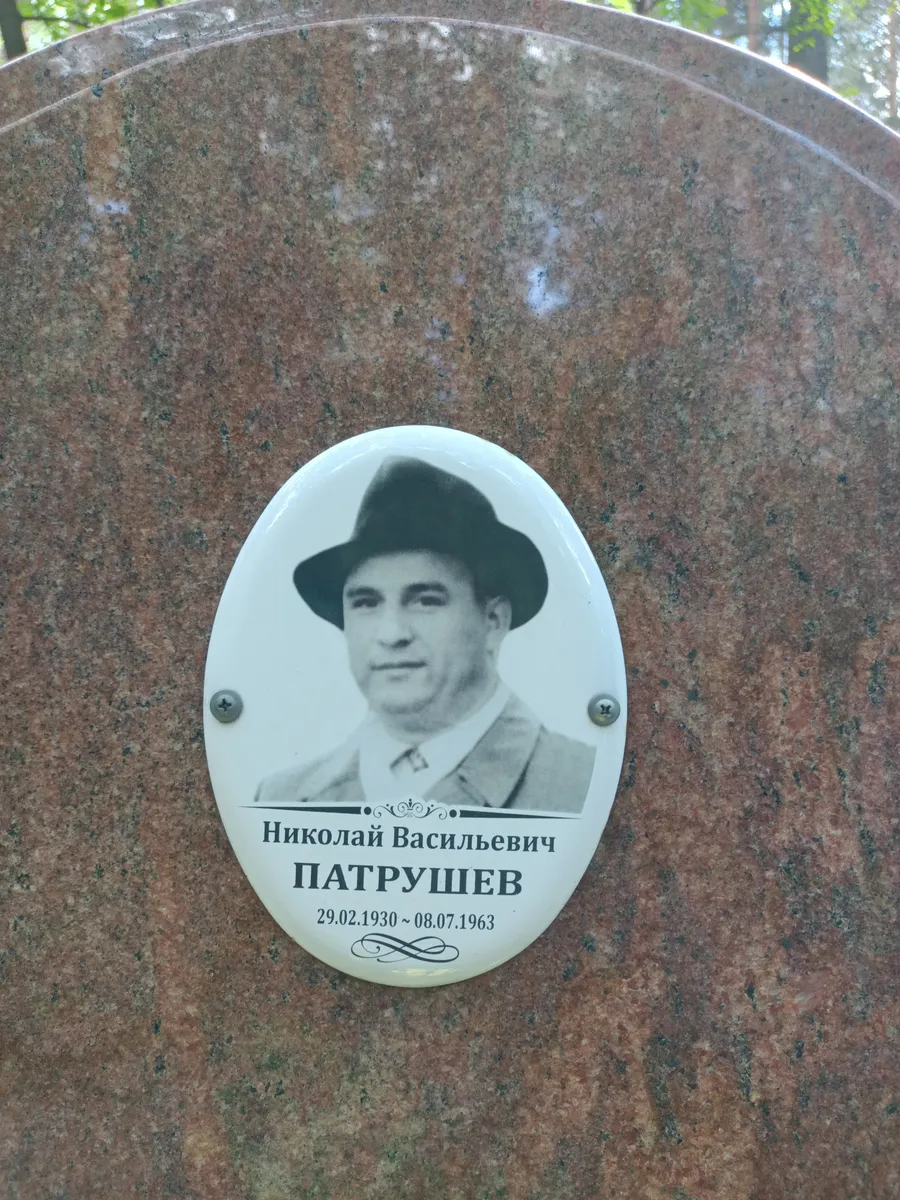 Николай Васильевич
ПАТРУШЕВ
29.02.1930 ~ 08.07.1963